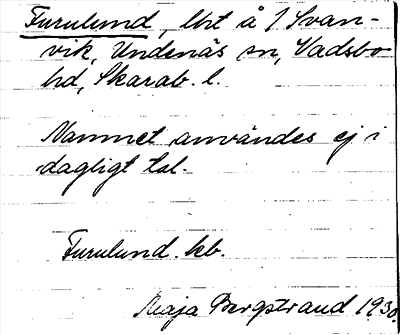 Furulund, lht å 1 Svan-
vik, Undenäs sn, Vadsbo
hd, Skarab. l.
Namnet användes ej i
dagligt tal.
Furulund. kb.
Maja Bergstrand 1930.